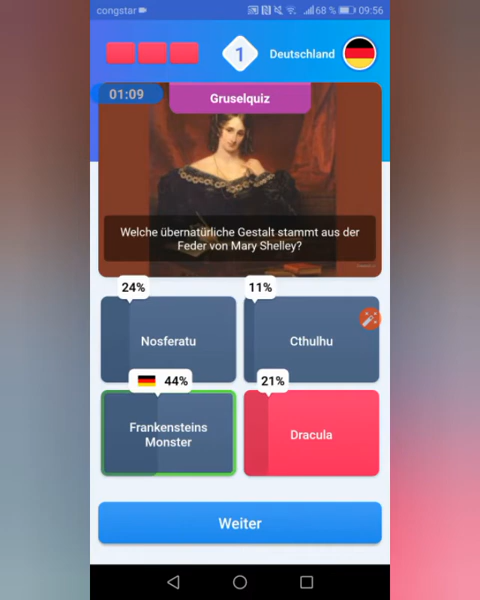 congstar
68 % 09:56
1
Deutschland
01:09
Gruselquiz
Welche übernatürliche Gestalt stammt aus der
Feder von Mary Shelley?
24%
11%
Nosferatu
Cthulhu
44%
21%
Frankensteins
Monster
Dracula
Weiter